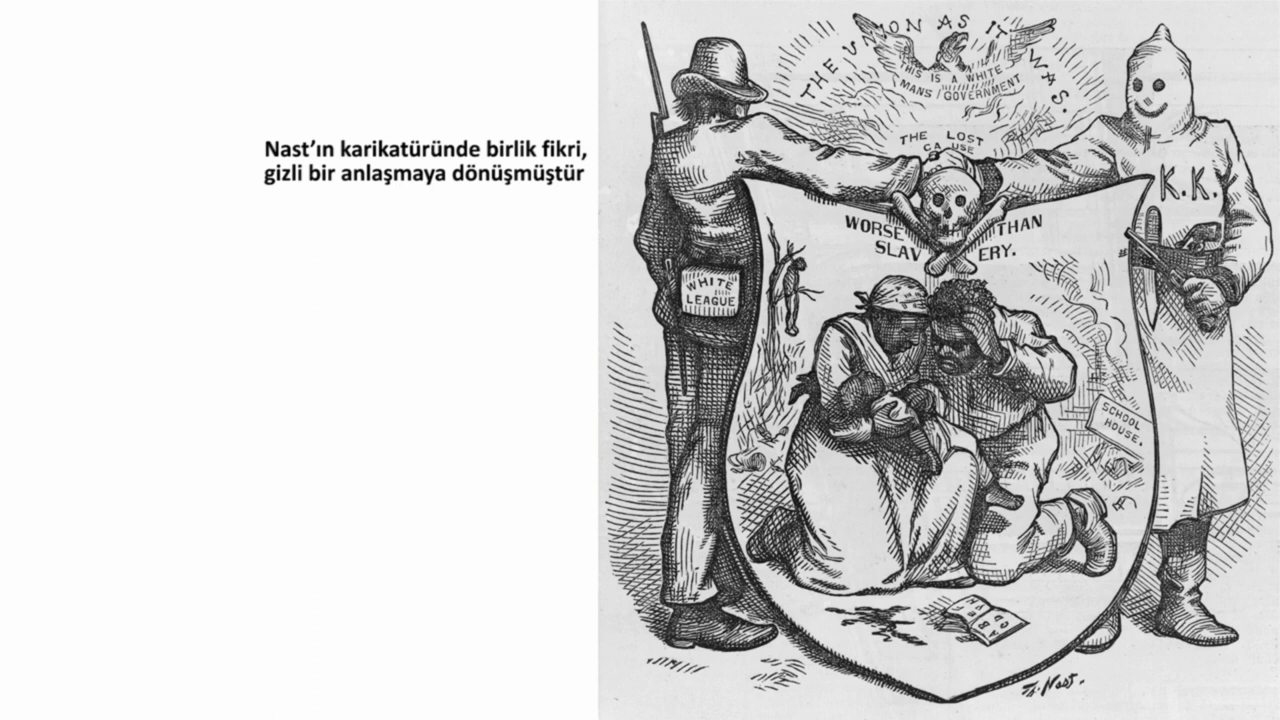 Nast’ın karikatüründe birlik fikri,
gizli bir anlaşmaya dönüşmüştür
THE UNION AS IT WAS.
THIS IS A WHITE
MANS GOVERNMENT
THE LOST
CAUSE
K.K.
WORSE THAN
SLAVERY.
WHITE
LEAGUE
SCHOOL
HOUSE.
Th. Nast.